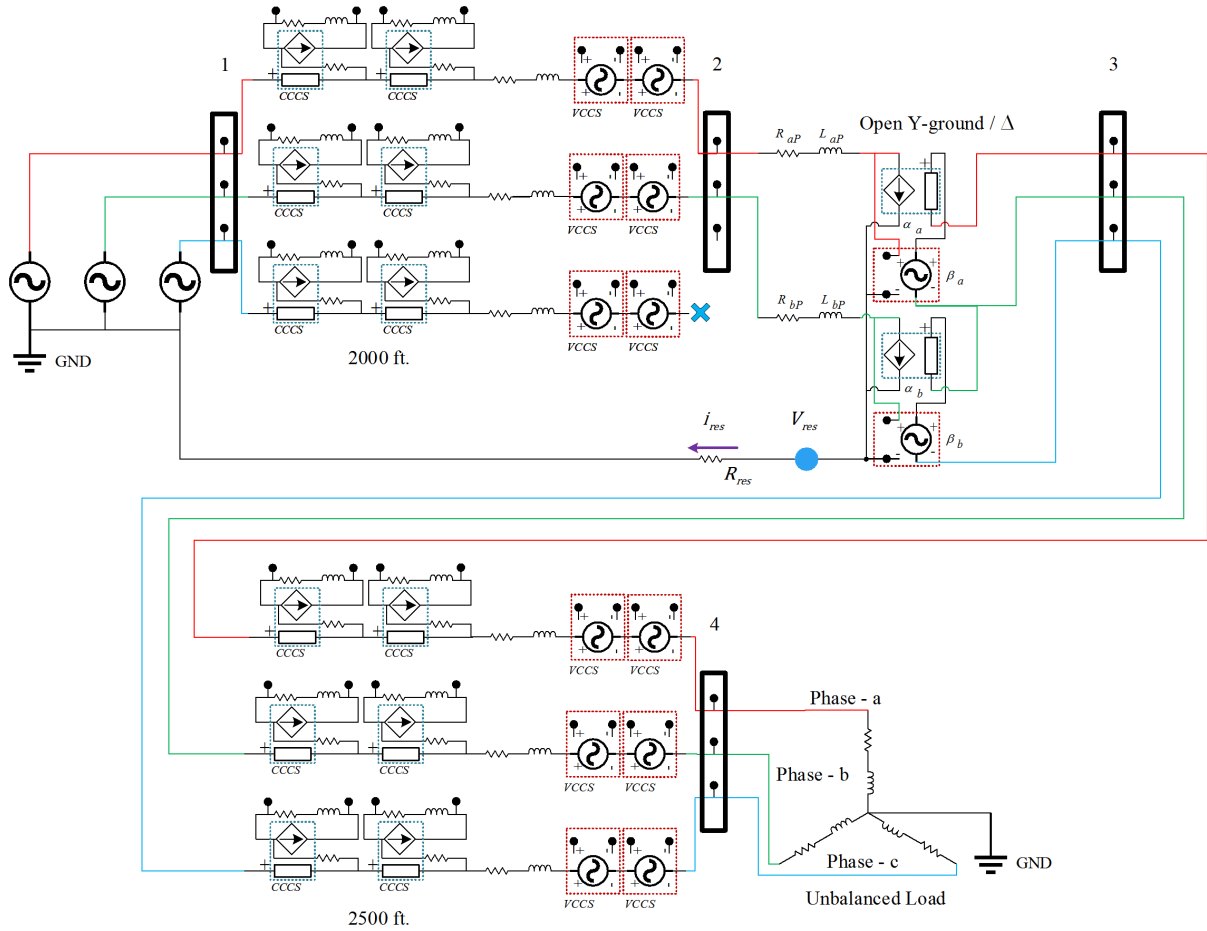 1
2
3
Open Y-ground / Δ
R aP
L aP
CCCS
CCCS
VCCS
VCCS
+
+
+
+
+
-
-
α a
CCCS
CCCS
VCCS
VCCS
β a
R bP
L bP
CCCS
CCCS
VCCS
VCCS
GND
2000 ft.
α b
i res
V res
β b
R res
4
CCCS
CCCS
VCCS
VCCS
Phase - a
CCCS
CCCS
VCCS
VCCS
Phase - b
CCCS
CCCS
VCCS
VCCS
Phase - c
GND
Unbalanced Load
2500 ft.